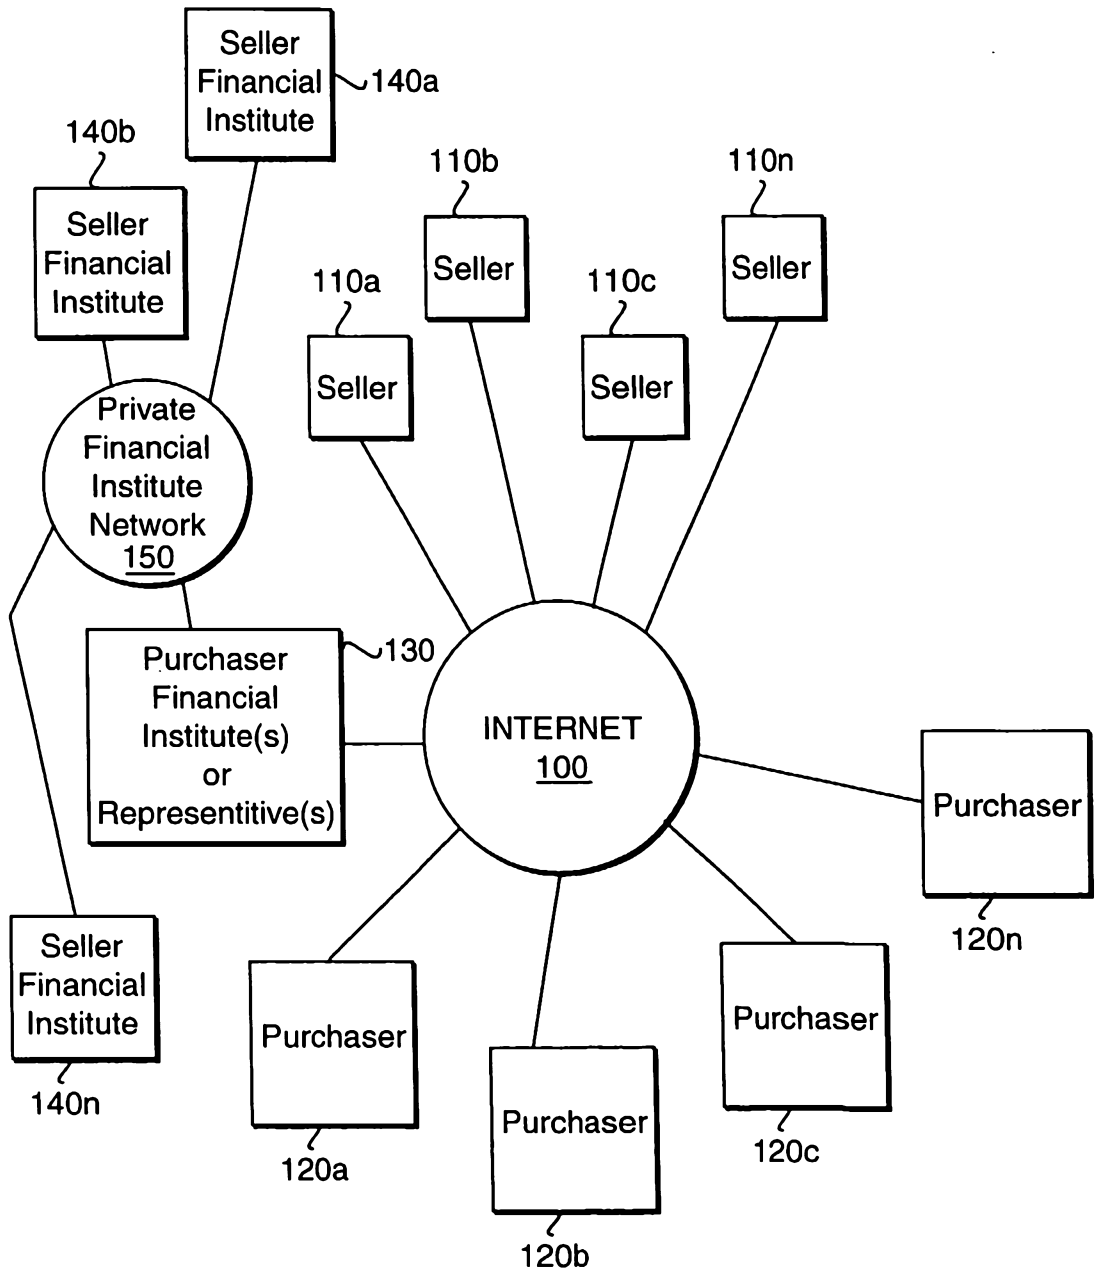 Seller
Financial
Institute
140a
140b
Seller
Financial
Institute
110b
Seller
110n
Seller
110a
Seller
110c
Seller
Private
Financial
Institute
Network
150
130
Purchaser
Financial
Institute(s)
or
Representitive(s)
INTERNET
100
Purchaser
120n
Seller
Financial
Institute
140n
Purchaser
120a
Purchaser
120b
Purchaser
120c